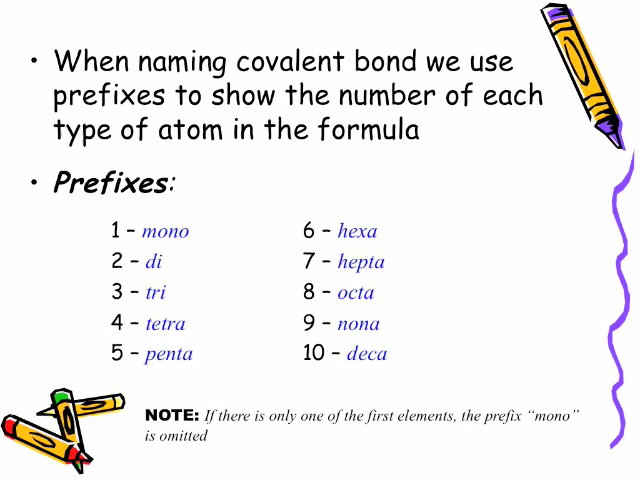 • When naming covalent bond we use
prefixes to show the number of each
type of atom in the formula
• Prefixes:
1 – mono
2 – di
3 – tri
4 – tetra
5 – penta
6 – hexa
7 – hepta
8 – octa
9 – nona
10 – deca
NOTE: If there is only one of the first elements, the prefix “mono”
is omitted